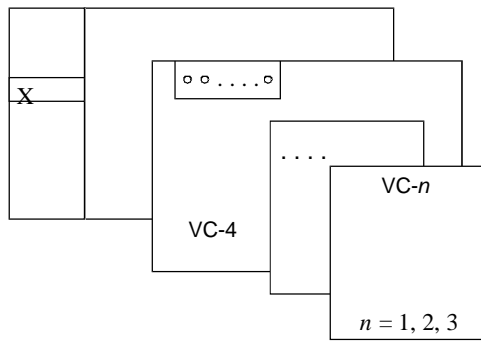 X
o o . . . . o
. . . .
VC-n
VC-4
n = 1, 2, 3